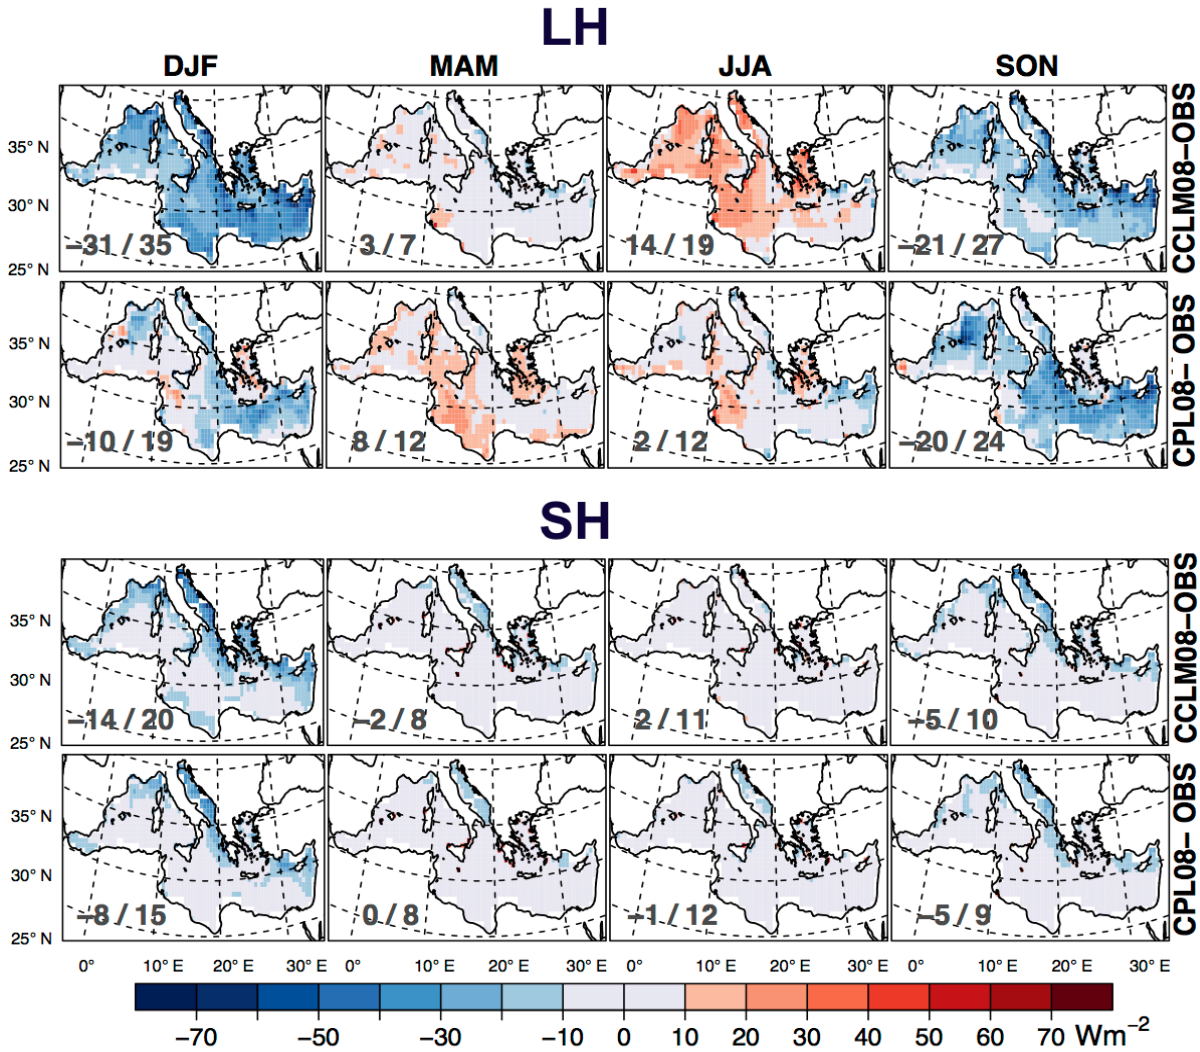 LH
DJF MAM JJA SON
35° N
30° N
25° N
−31 / 35 3 / 7 14 / 19 −21 / 27
CCLM08−OBS
35° N
30° N
25° N
−10 / 19 8 / 12 2 / 12 −20 / 24
CPL08− OBS
SH
35° N
30° N
25° N
−14 / 20 −2 / 8 2 / 11 −5 / 10
CCLM08−OBS
35° N
30° N
25° N
−8 / 15 0 / 8 −1 / 12 −5 / 9
CPL08− OBS
0° 10° E 20° E 30° E 0° 10° E 20° E 30° E 0° 10° E 20° E 30° E 0° 10° E 20° E 30° E
−70 −50 −30 −10 0 10 20 30 40 50 60 70 Wm−2